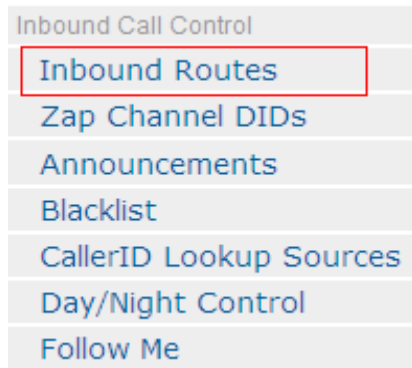 Inbound Call Control
Inbound Routes
Zap Channel DIDs
Announcements
Blacklist
CallerID Lookup Sources
Day/Night Control
Follow Me